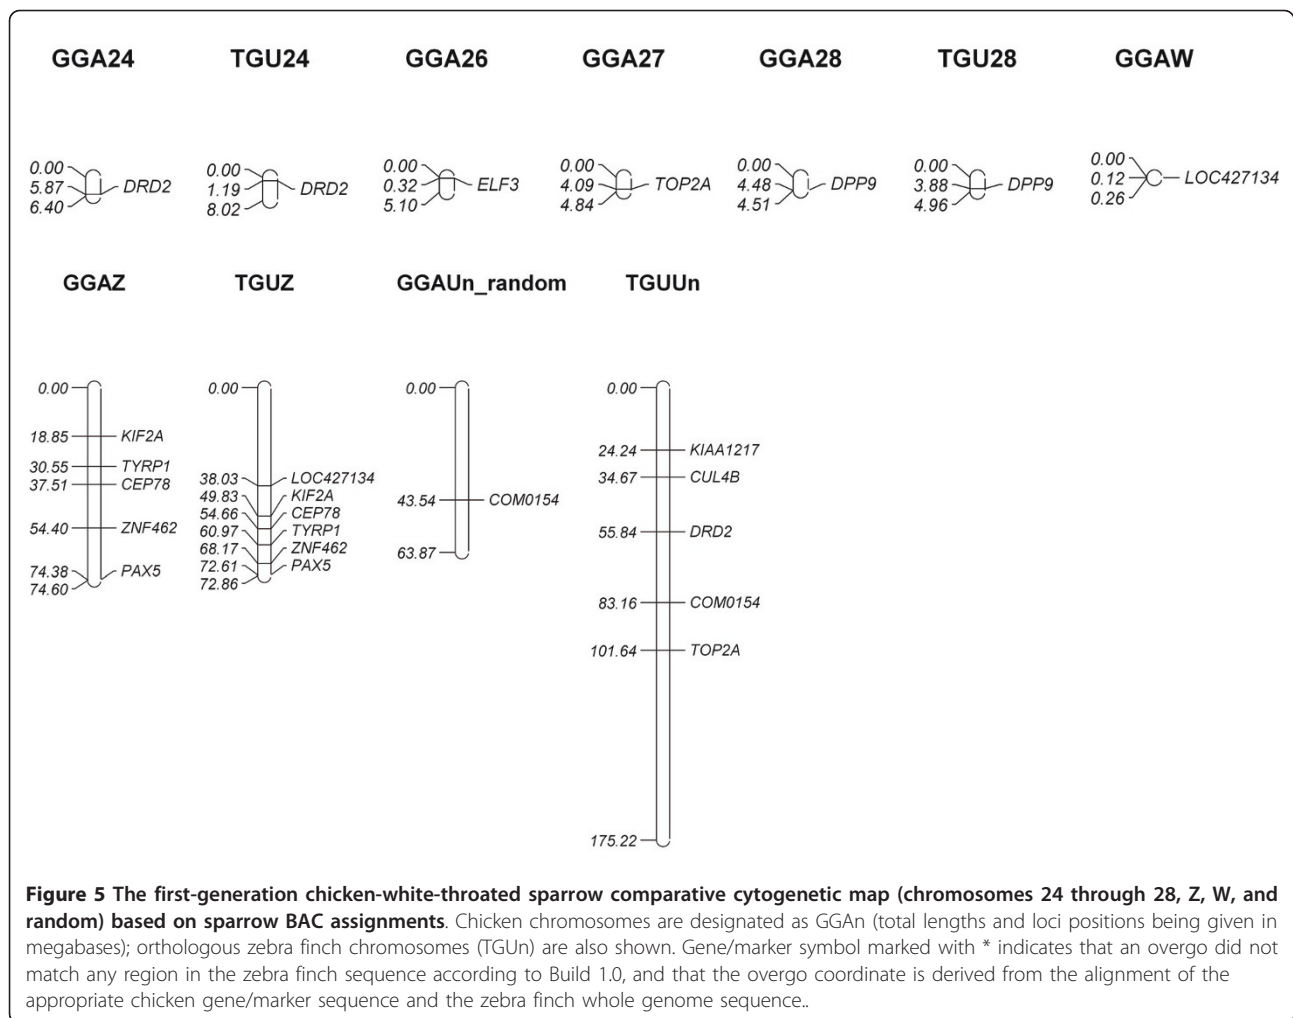 GGA24 TGU24 GGA26 GGA27 GGA28 TGU28 GGAW
0.00
5.87 DRD2
6.40
0.00
1.19 DRD2
8.02
0.00
0.32 ELF3
5.10
0.00
4.09 TOP2A
4.84
0.00
4.48 DPP9
4.51
0.00
3.88 DPP9
4.96
0.00
0.12 LOC427134
0.26
GGAZ TGUZ GGAUn_random TGUUn
0.00
18.85 KIF2A
30.55 TYRP1
37.51 CEP78
54.40 ZNF462
74.38 PAX5
74.60
0.00
38.03 LOC427134
49.83 KIF2A
54.66 CEP78
60.97 TYRP1
68.17 ZNF462
72.61 PAX5
72.86
0.00
43.54 COM0154
63.87
0.00
24.24 KIAA1217
34.67 CUL4B
55.84 DRD2
83.16 COM0154
101.64 TOP2A
175.22
Figure 5 The first-generation chicken-white-throated sparrow comparative cytogenetic map (chromosomes 24 through 28, Z, W, and
random) based on sparrow BAC assignments. Chicken chromosomes are designated as GGAn (total lengths and loci positions being given in
megabases); orthologous zebra finch chromosomes (TGUn) are also shown. Gene/marker symbol marked with * indicates that an overgo did not
match any region in the zebra finch sequence according to Build 1.0, and that the overgo coordinate is derived from the alignment of the
appropriate chicken gene/marker sequence and the zebra finch whole genome sequence..